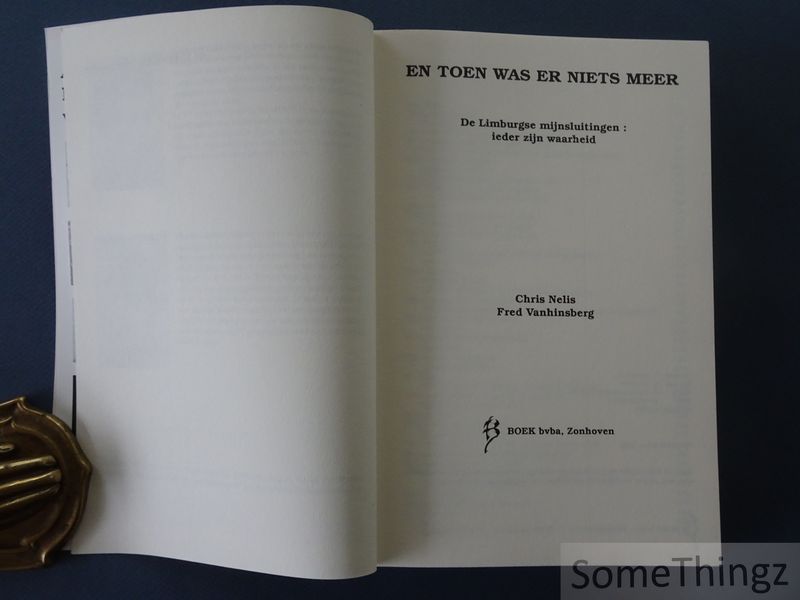 EN TOEN WAS ER NIETS MEER
De Limburgse mijnsluitingen :
ieder zijn waarheid
Chris Nelis
Fred Vanhinsberg
BOEK bvba, Zonhoven
SomeThingz